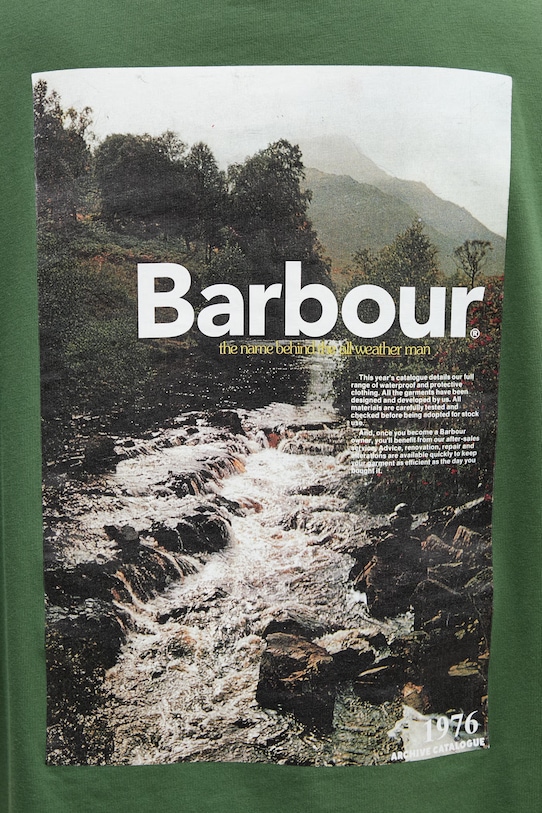 Barbour®
the name behind the all weather man
This year's catalogue details our full
range of waterproof and protective
clothing. All the garments have been
designed and developed by us. All
materials are carefully tested and
checked before being adopted for stock
use.
And, once you become a Barbour
owner, you'll benefit from our after-sales
service. Advice, renovation, repair and
alterations are available quickly to keep
your garment as efficient as the day you
bought it.
1976
ARCHIVE CATALOGUE